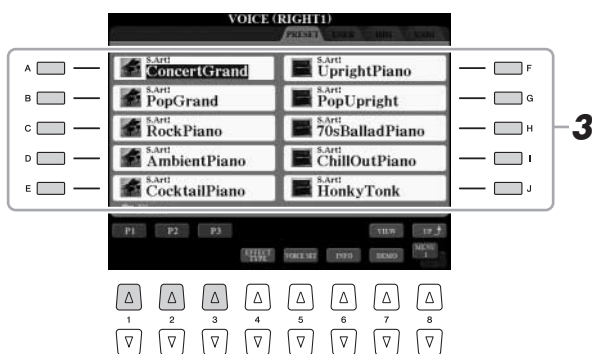 VOICE (RIGHT1)
PRESET USER
A S.Art! ConcertGrand S.Art! UprightPiano F
B S.Art! PopGrand S.Art! PopUpright G
C S.Art! RockPiano S.Art! 70sBalladPiano H
D S.Art! AmbientPiano S.Art! ChillOutPiano I
E S.Art! CocktailPiano S.Art! HonkyTonk J
3
P1 P2 P3 VIEW UP
EFFECT TYPE VOICE SET INFO DEMO MENU 1
1 2 3 4 5 6 7 8